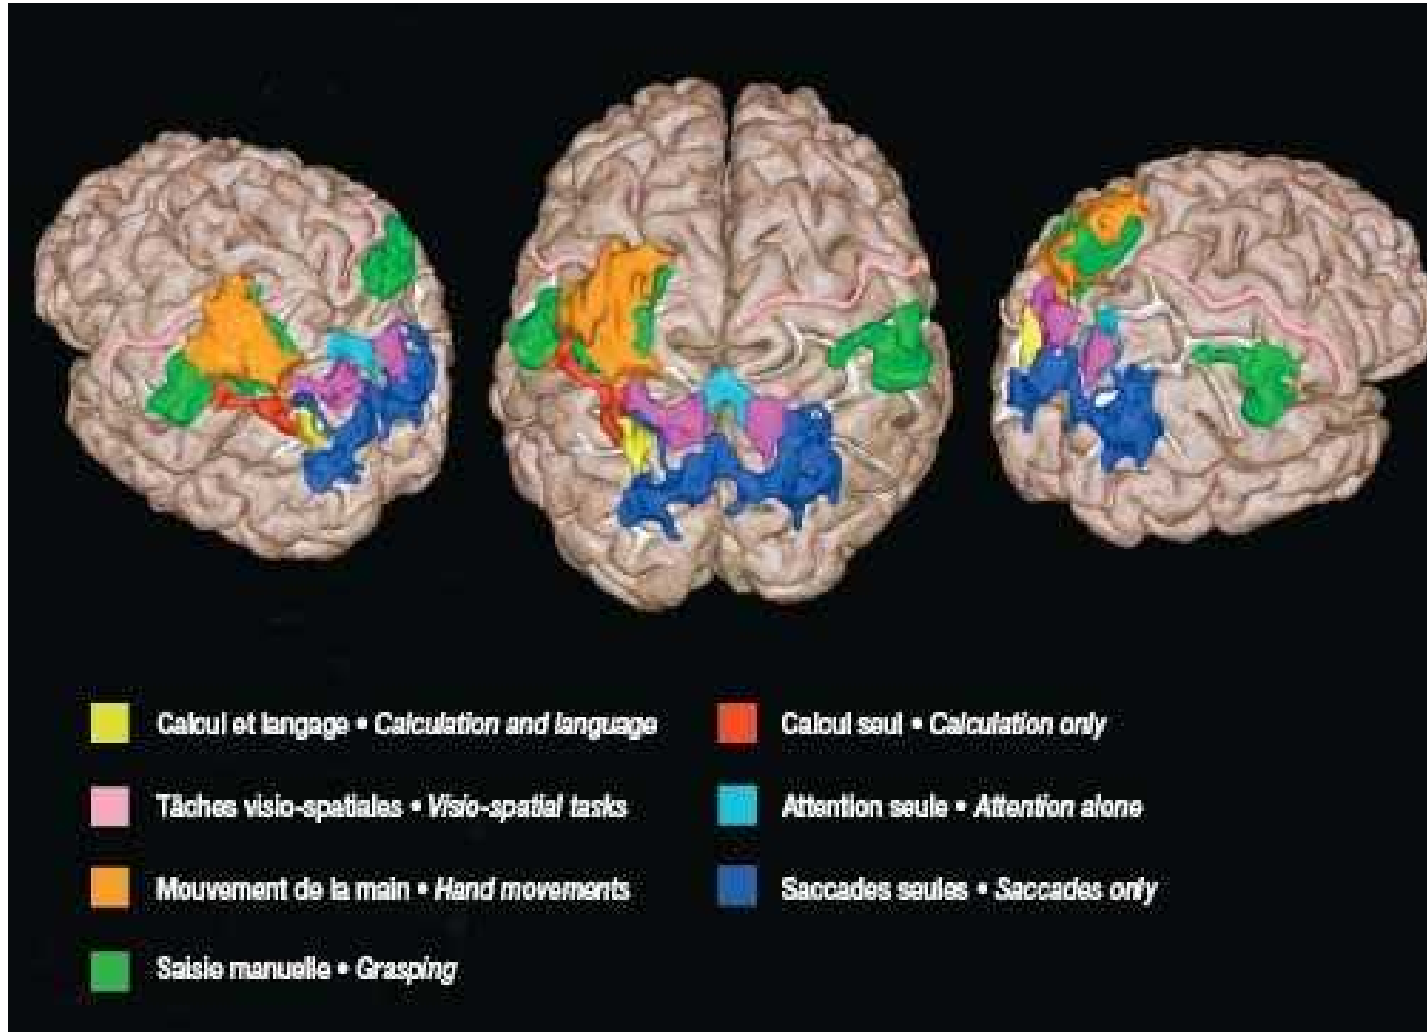 Calcul et langage • Calculation and language
Calcul seul • Calculation only
Tâches visio-spatiales • Visio-spatial tasks
Attention seule • Attention alone
Mouvement de la main • Hand movements
Saccades seules • Saccades only
Saisie manuelle • Grasping